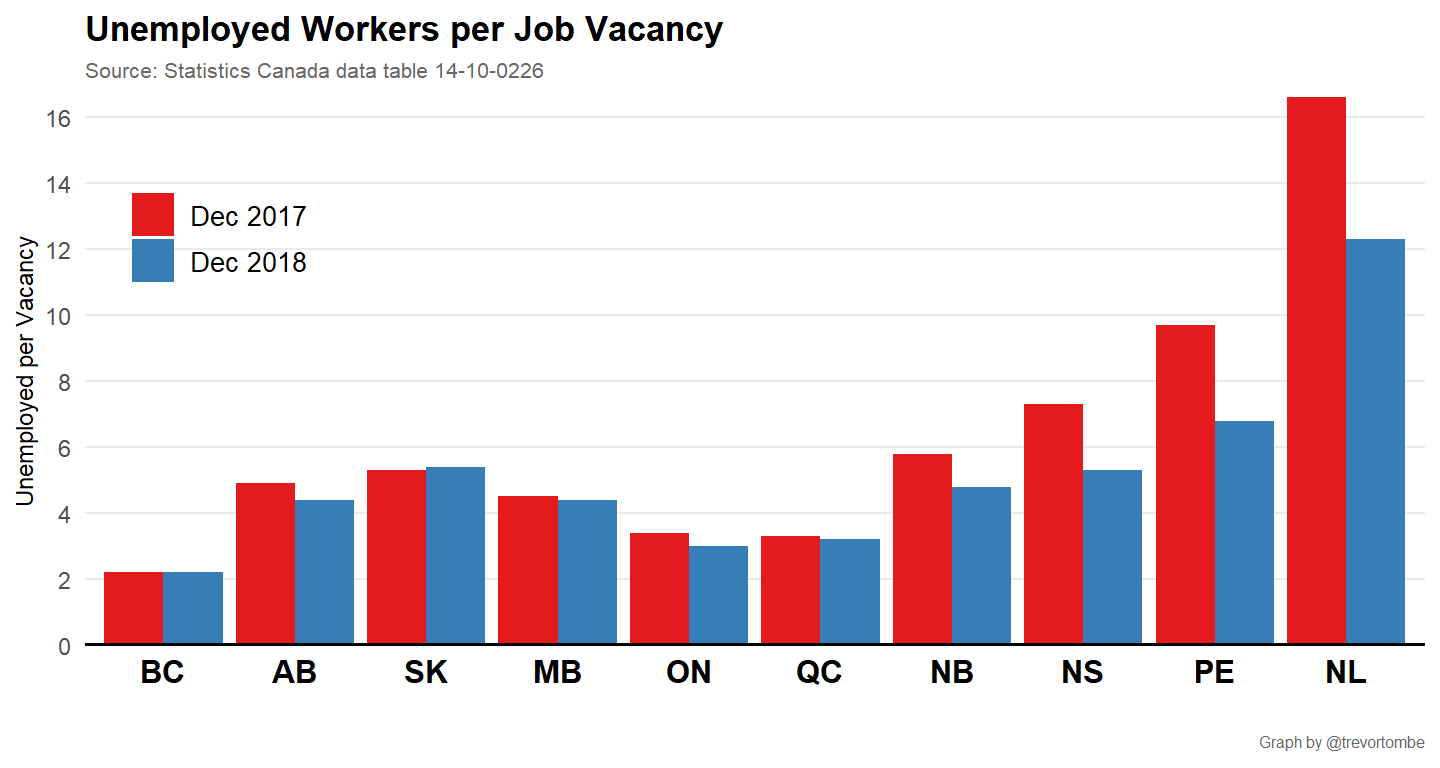 Unemployed Workers per Job Vacancy
Source: Statistics Canada data table 14-10-0226
Unemployed per Vacancy
16
14
12
10
8
6
4
2
0
Dec 2017
Dec 2018
BC AB SK MB ON QC NB NS PE NL
Graph by @trevortombe